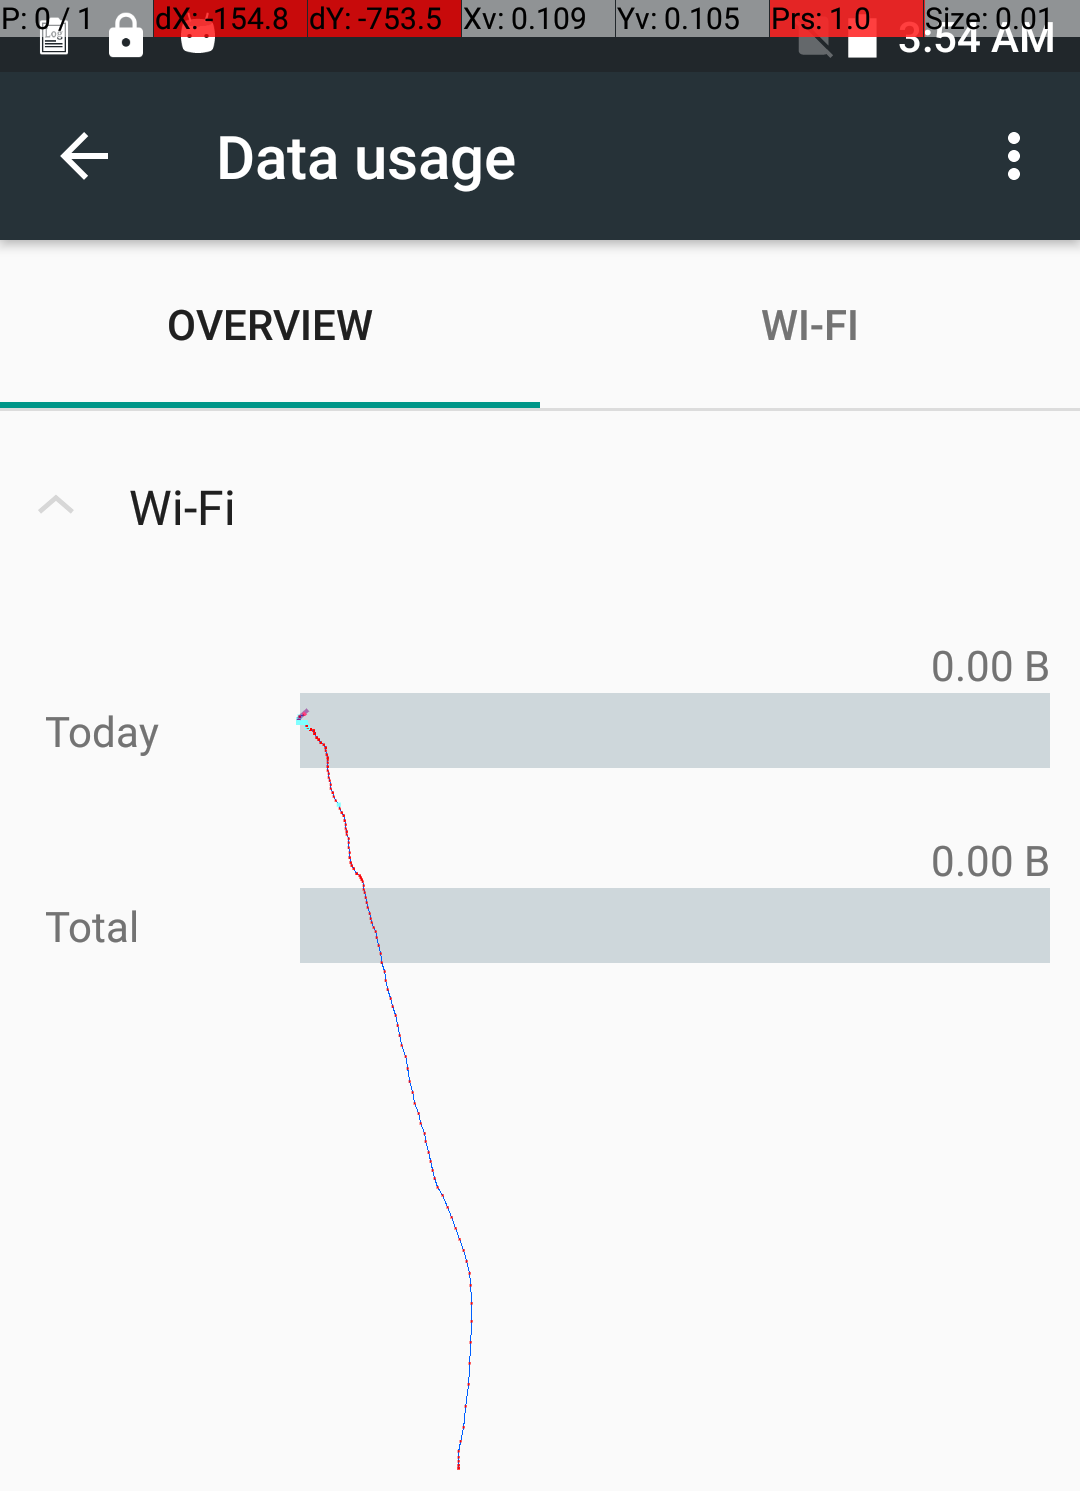 P: 0 / 1 dX: -154.8 dY: -753.5 Xv: 0.109 Yv: 0.105 Prs: 1.0 Size: 0.01
3:54 AM
Data usage
OVERVIEW WI-FI
Wi-Fi
0.00 B
Today
0.00 B
Total